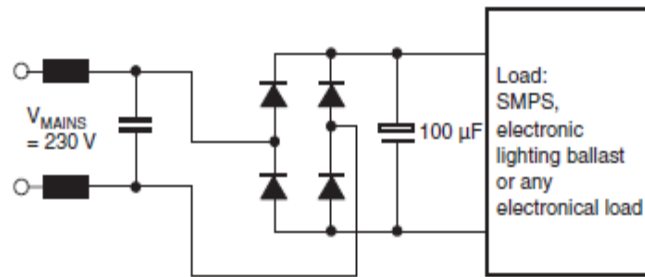 V_MAINS
= 230 V
100 µF
Load:
SMPS,
electronic
lighting ballast
or any
electronical load